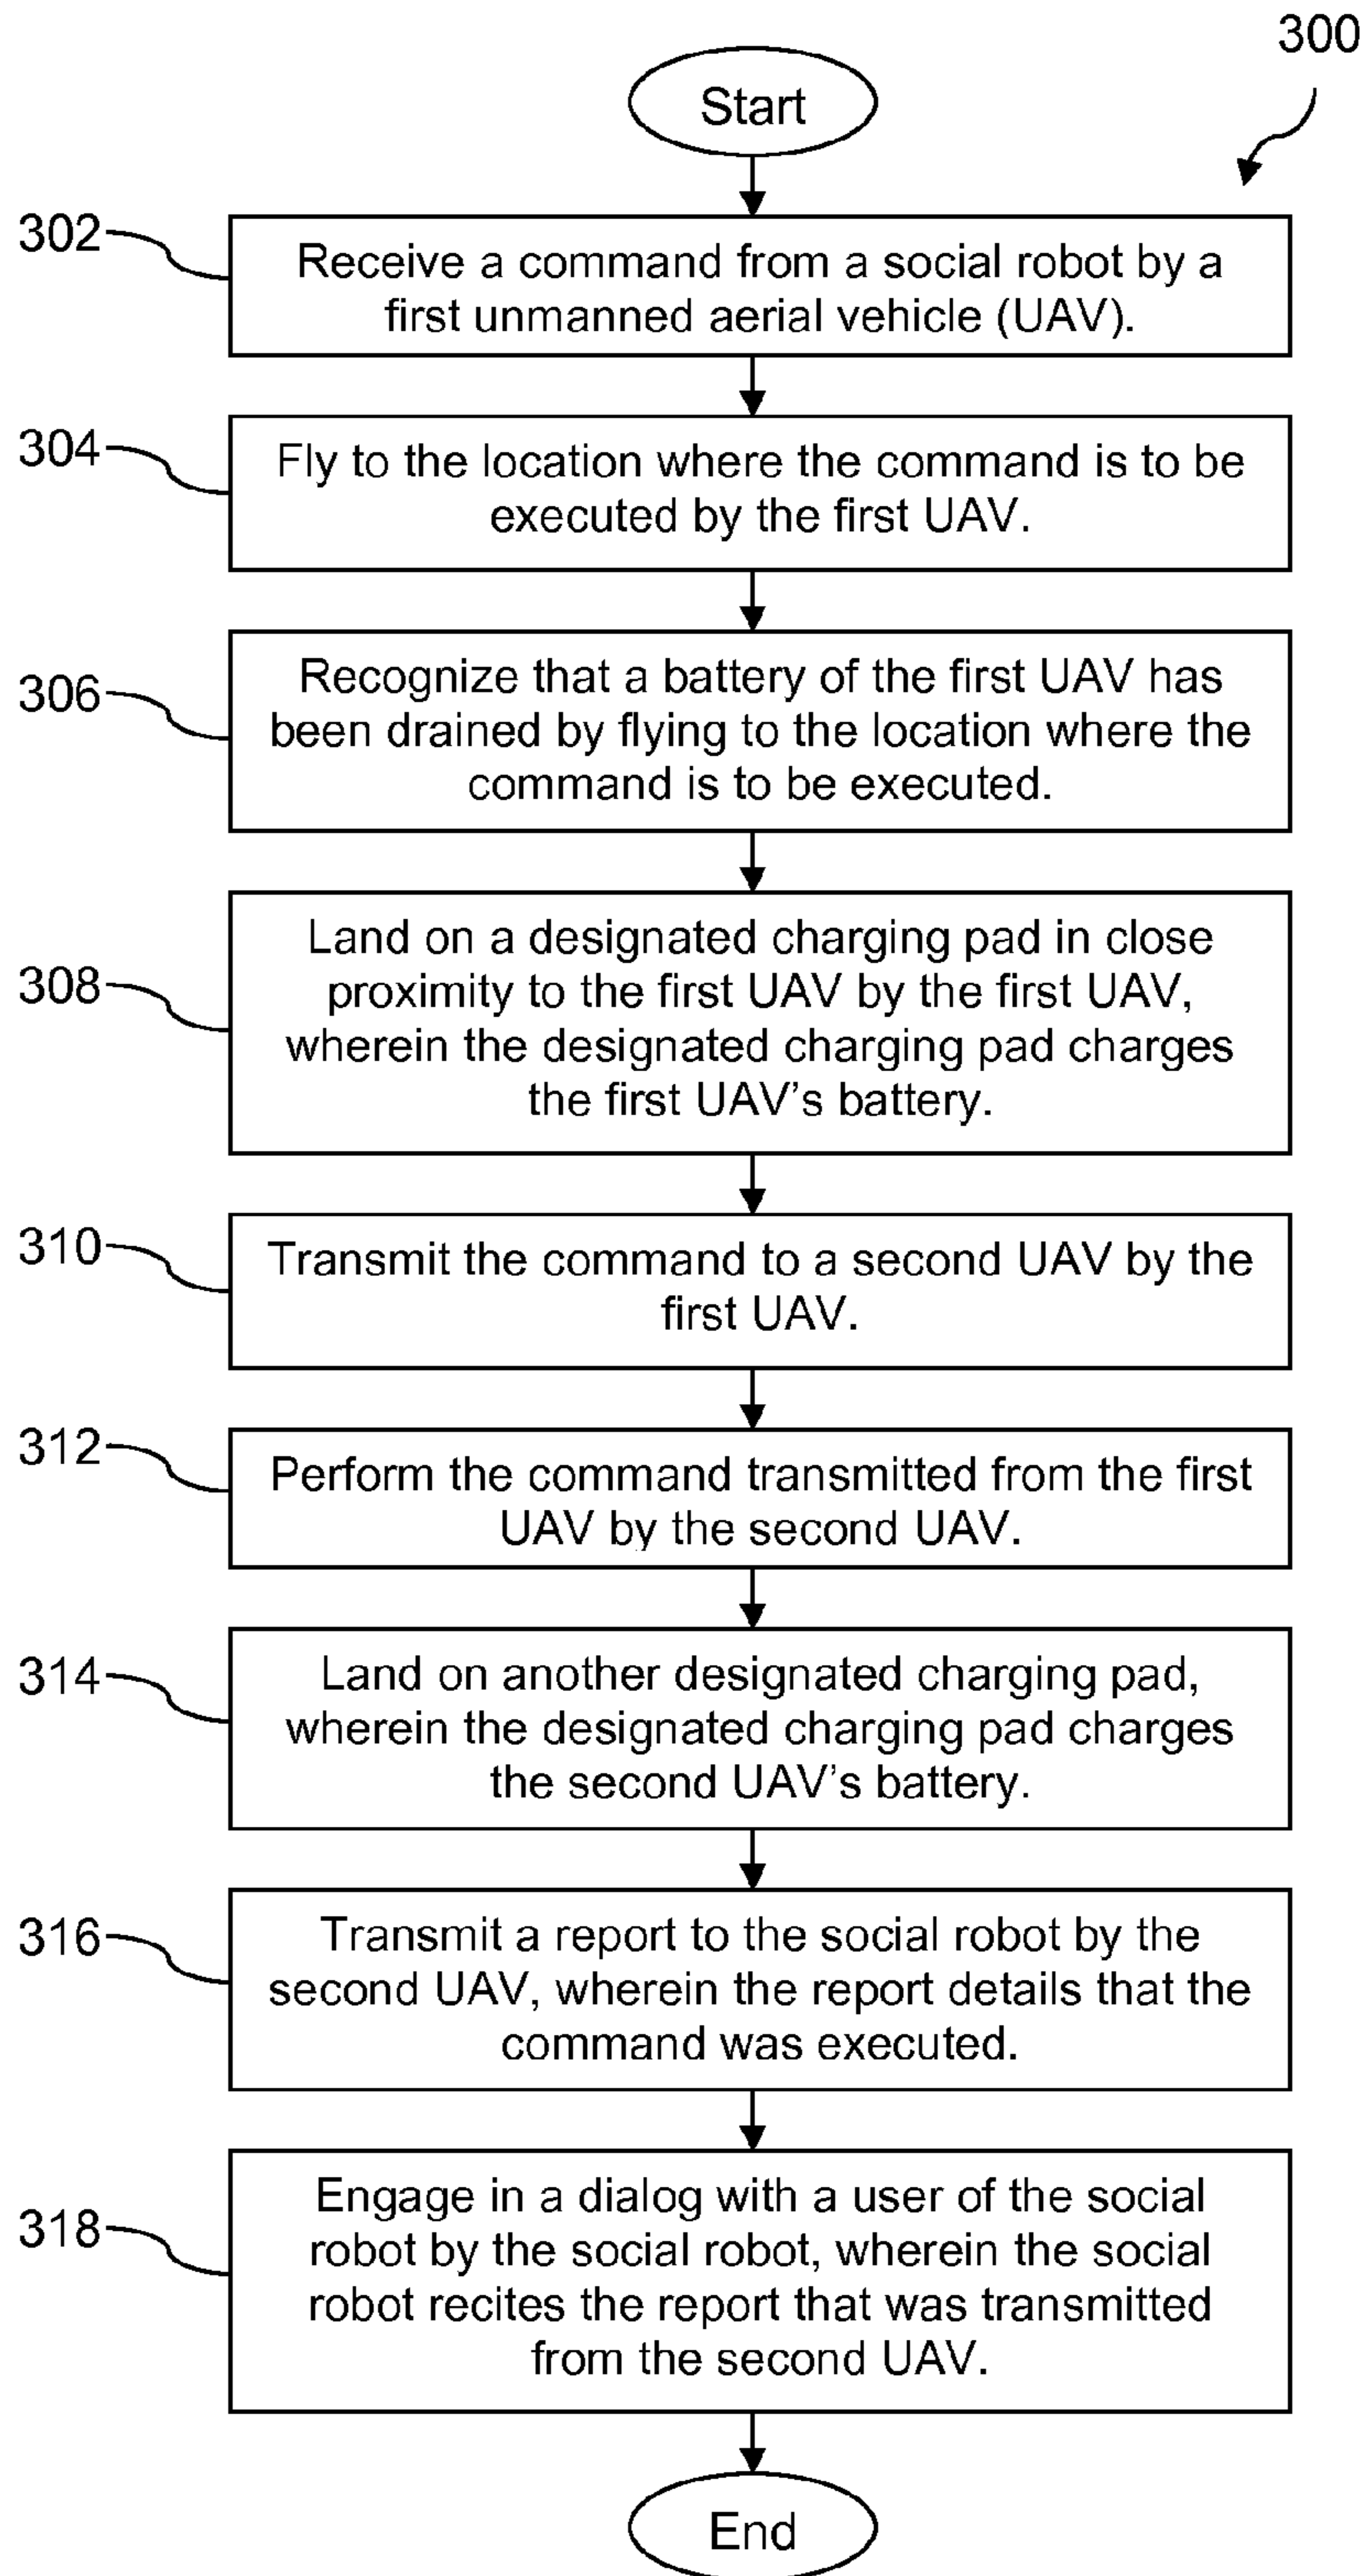 300
Start
302
Receive a command from a social robot by a
first unmanned aerial vehicle (UAV).
304
Fly to the location where the command is to be
executed by the first UAV.
306
Recognize that a battery of the first UAV has
been drained by flying to the location where the
command is to be executed.
308
Land on a designated charging pad in close
proximity to the first UAV by the first UAV,
wherein the designated charging pad charges
the first UAV’s battery.
310
Transmit the command to a second UAV by the
first UAV.
312
Perform the command transmitted from the first
UAV by the second UAV.
314
Land on another designated charging pad,
wherein the designated charging pad charges
the second UAV’s battery.
316
Transmit a report to the social robot by the
second UAV, wherein the report details that the
command was executed.
318
Engage in a dialog with a user of the social
robot by the social robot, wherein the social
robot recites the report that was transmitted
from the second UAV.
End